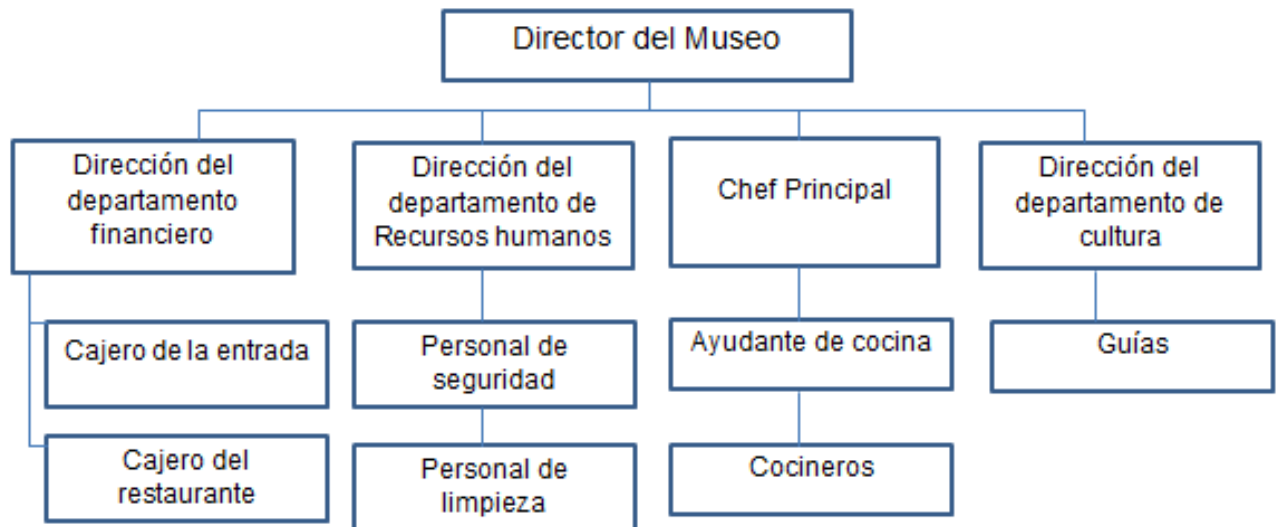 Director del Museo
Dirección del
departamento
financiero
Dirección del
departamento de
Recursos humanos
Chef Principal
Dirección del
departamento de
cultura
Cajero de la entrada
Personal de
seguridad
Ayudante de cocina
Guías
Cajero del
restaurante
Personal de
limpieza
Cocineros